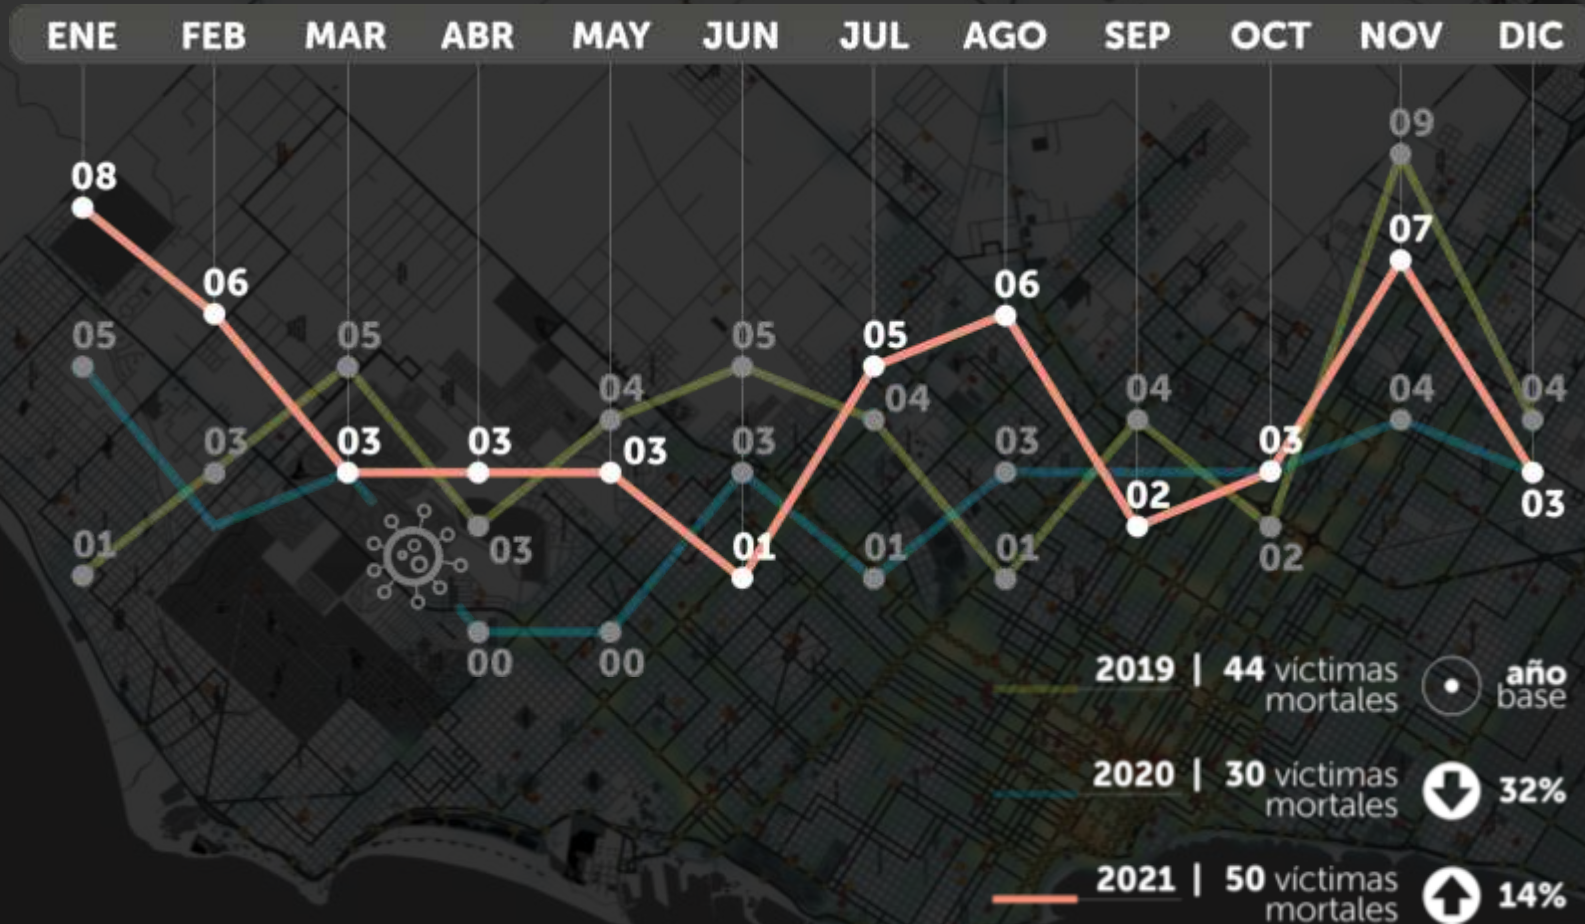 ENE FEB MAR ABR MAY JUN JUL AGO SEP OCT NOV DIC
09
08
07
06 06
05 05 05 05
04 04 04 04 04
03 03 03 03 03 03 03
03
02
01 01 01 01
03 02
00 00
2019 | 44 víctimas mortales año base
2020 | 30 víctimas mortales 32%
2021 | 50 víctimas mortales 14%